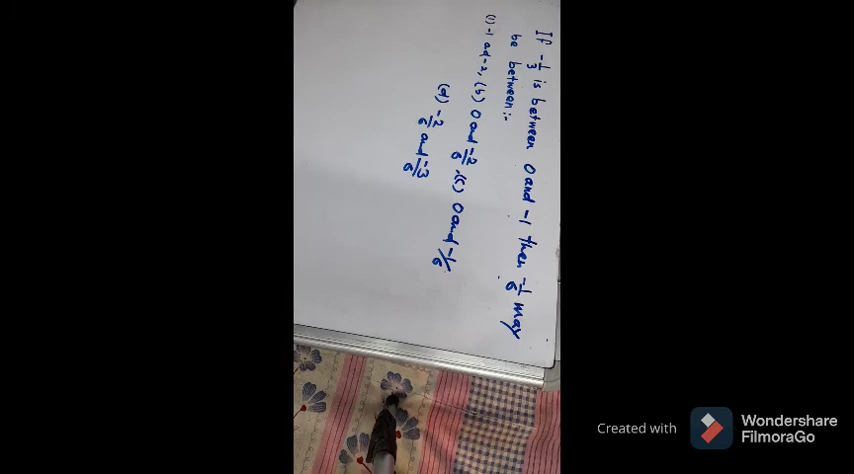 If -1/3 is between 0 and -1 then -1/6 may
be between:-
(1) -1 ad -2, (b) 0 and -2/6, (c) 0 and -1/6
(d) -2/6 and -3/6
Created with
Wondershare
FilmoraGo